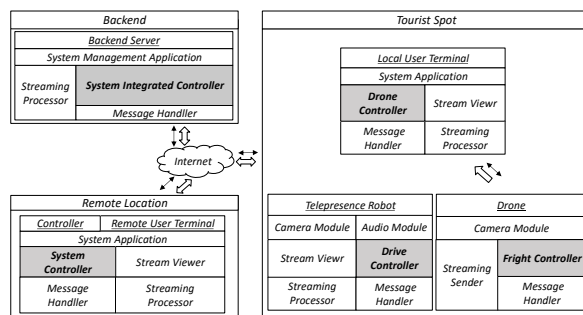 Backend
Backend Server
System Management Application
Streaming
Processor
System Integrated Controller
Message Handller
Internet
Remote Location
Controller
Remote User Terminal
System Application
System
Controller
Stream Viewer
Message
Handller
Streaming
Processor
Tourist Spot
Local User Terminal
System Application
Drone
Controller
Stream Viewr
Message
Handler
Streaming
Processor
Telepresence Robot
Camera Module
Audio Module
Stream Viewr
Drive
Controller
Streaming
Processor
Message
Handler
Drone
Camera Module
Streaming
Sender
Fright Controller
Message
Handler